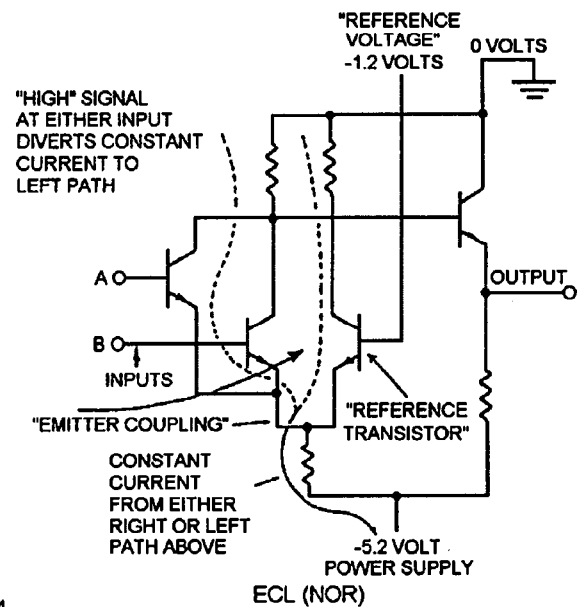 "REFERENCE
VOLTAGE"
-1.2 VOLTS
0 VOLTS
"HIGH" SIGNAL
AT EITHER INPUT
DIVERTS CONSTANT
CURRENT TO
LEFT PATH
A
OUTPUT
B
INPUTS
"EMITTER COUPLING"
"REFERENCE
TRANSISTOR"
CONSTANT
CURRENT
FROM EITHER
RIGHT OR LEFT
PATH ABOVE
-5.2 VOLT
POWER SUPPLY
ECL (NOR)